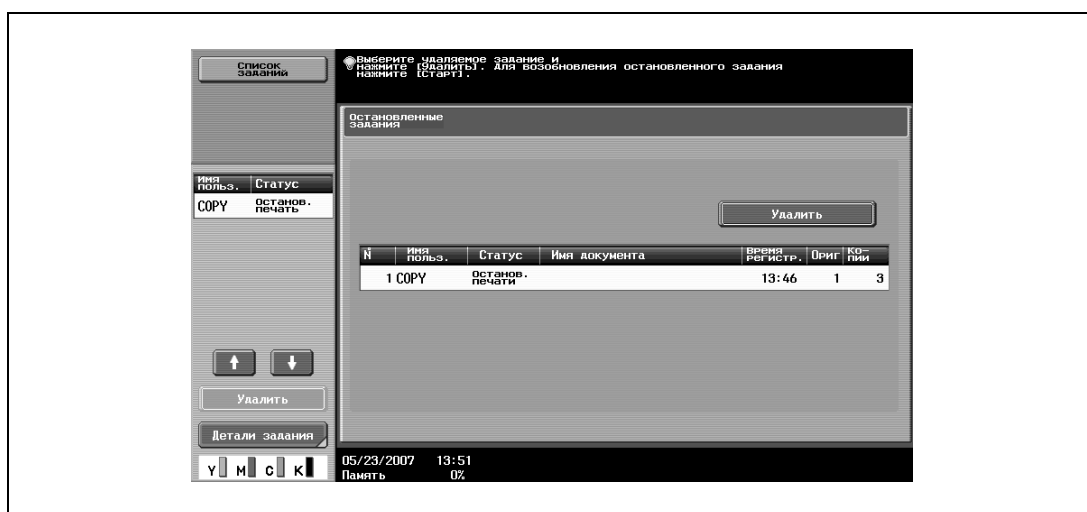 Список
заданий
Выберите удаляемое задание и
нажмите [Удалить]. Для возобновления остановленного задания
нажмите [Старт].
Остановленные
задания
Имя
польз. Статус
COPY Останов.
печать
Удалить
N Имя
польз. Статус Имя документа Время
регистр. Ориг Ко-
пии
1 COPY Останов.
печати 13:46 1 3
Удалить
Детали задания
Y M C K
05/23/2007 13:51
Память 0%